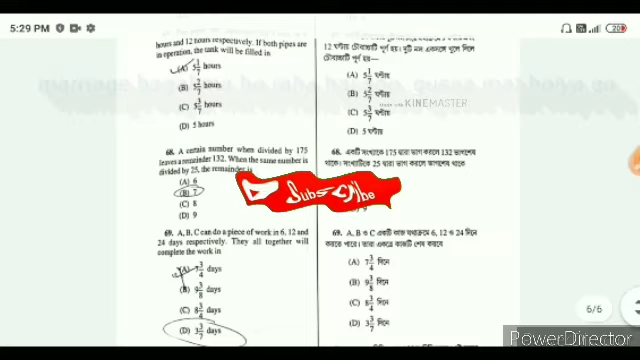 5:29 PM
20
hours and 12 hours respectively. If both pipes are
in operation, the tank will be filled in
(A) 5 1/7 hours
(B) 5 2/7 hours
(C) 5 3/7 hours
(D) 5 hours
68. A certain number when divided by 175
leaves a remainder 132. When the same number is
divided by 25, the remainder is
(A) 6
(B) 7
(C) 8
(D) 9
69. A, B, C can do a piece of work in 6, 12 and
24 days respectively. They all together will
complete the work in
(A) 7 3/4 days
(B) 9 3/8 days
(C) 8 3/4 days
(D) 3 3/7 days
12 ঘণ্টায় চৌবাচ্চাটি পূর্ণ হয়। দুটি নল একসঙ্গে খুলে দিলে
চৌবাচ্চাটি পূর্ণ হয়—
(A) 5 1/7 ঘণ্টায়
(B) 5 2/7 ঘণ্টায়
KINEMASTER
(C) 5 3/7 ঘণ্টায়
(D) 5 ঘণ্টায়
68. একটি সংখ্যাকে 175 দ্বারা ভাগ করলে 132 ভাগশেষ
থাকে। সংখ্যাটিকে 25 দ্বারা ভাগ করলে ভাগশেষ থাকে
Subscribe
69. A, B ও C একটি কাজ যথাক্রমে 6, 12 ও 24 দিনে
করতে পারে। তারা একত্রে কাজটি শেষ করবে
(A) 7 3/4 দিনে
(B) 9 3/8 দিনে
(C) 8 3/4 দিনে
(D) 3 3/7 দিনে
6/6
PowerDirector